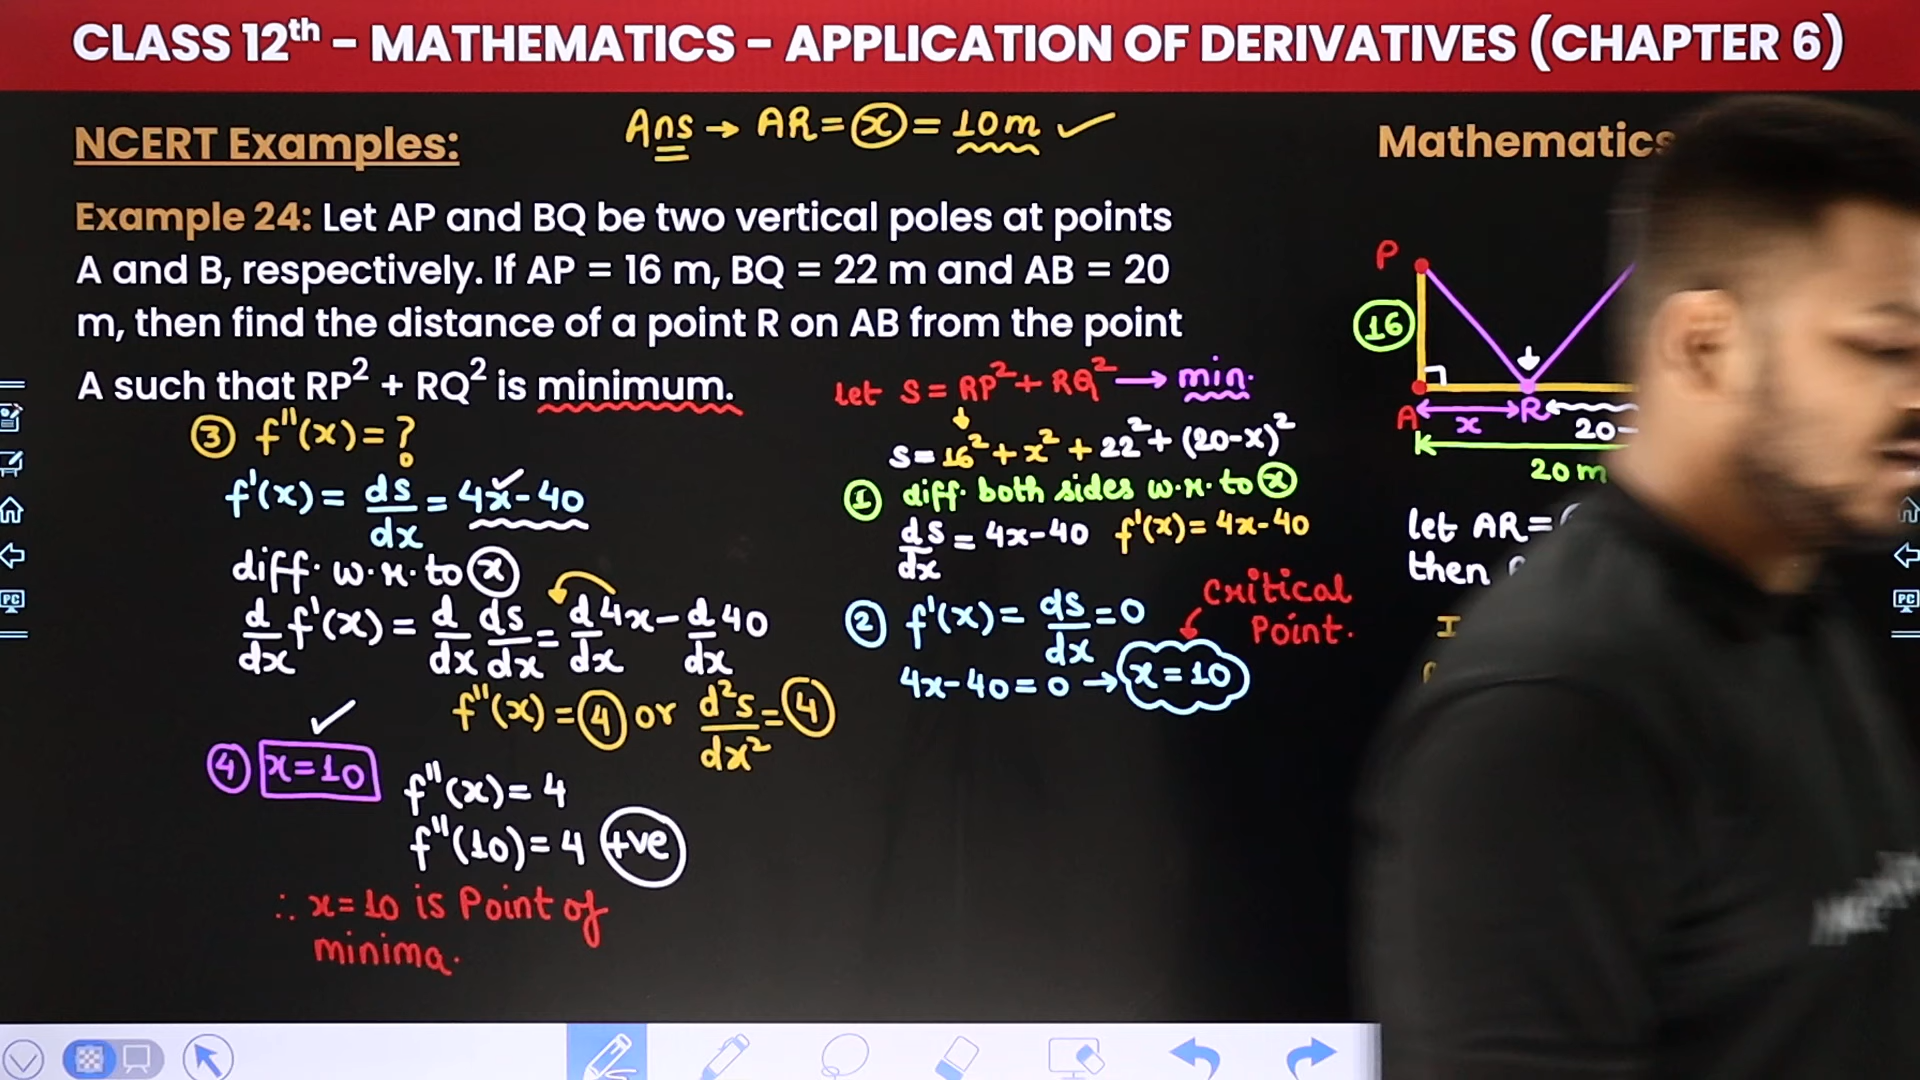 CLASS 12th - MATHEMATICS - APPLICATION OF DERIVATIVES (CHAPTER 6)
NCERT Examples:
Ans → AR = x = 10m ✓
Mathematics
Example 24: Let AP and BQ be two vertical poles at points
A and B, respectively. If AP = 16 m, BQ = 22 m and AB = 20
m, then find the distance of a point R on AB from the point
A such that RP² + RQ² is minimum.
③ f''(x) = ?
f'(x) = ds/dx = 4x - 40
diff. w.r. to x
d/dx f'(x) = d/dx ds/dx = d/dx 4x - d/dx 40
f''(x) = 4 or d²s/dx² = 4
④ x = 10 ✓
f''(x) = 4
f''(10) = 4 +ve
∴ x = 10 is Point of
minima.
let S = RP² + RQ² → min.
S = 16² + x² + 22² + (20-x)²
① diff. both sides w.r. to x
ds/dx = 4x - 40 f'(x) = 4x - 40
② f'(x) = ds/dx = 0
4x - 40 = 0 → x = 10
Critical
Point.
P
16
A
x
R
20-
20 m
let AR =
then
PC
PC